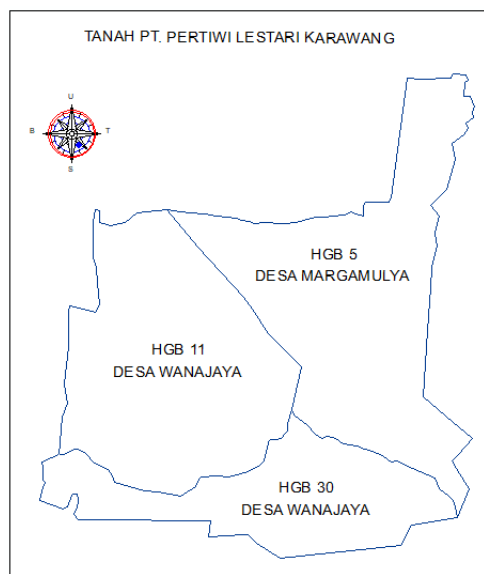 TANAH PT. PERTIWI LESTARI KARAWANG
U
B
T
S
HGB 5
DESA MARGAMULYA
HGB 11
DESA WANAJAYA
HGB 30
DESA WANAJAYA